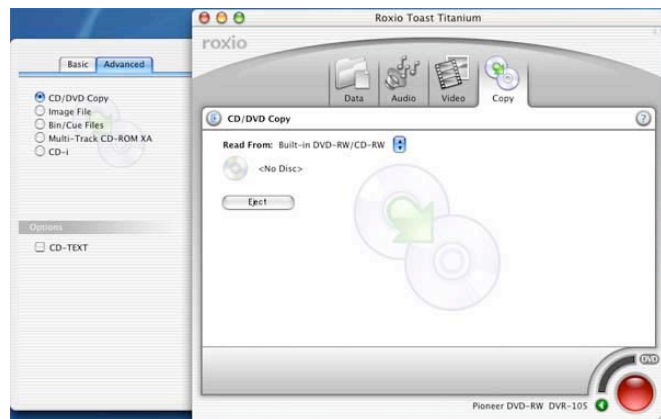 Roxio Toast Titanium
roxio
Basic Advanced
CD/DVD Copy
Image File
Bin/Cue Files
Multi-Track CD-ROM XA
CD-i
Options
CD-TEXT
Data Audio Video Copy
CD/DVD Copy ?
Read From: Built-in DVD-RW/CD-RW
<No Disc>
Eject
DVD
Pioneer DVD-RW DVR-105